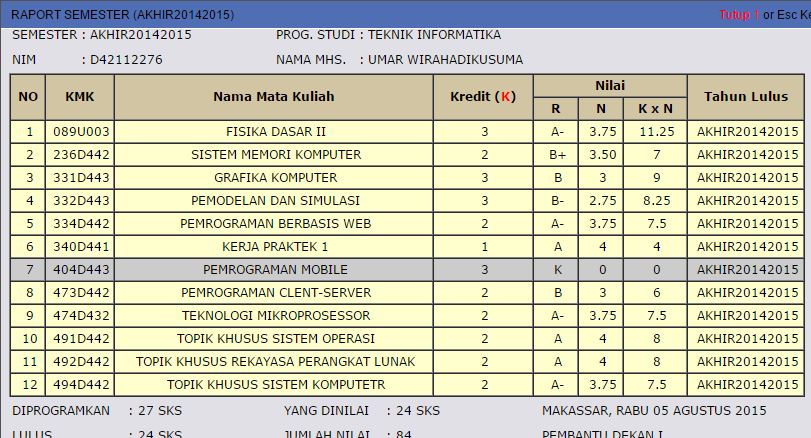 RAPORT SEMESTER (AKHIR20142015) Tutup ! or Esc Ke
SEMESTER : AKHIR20142015 PROG. STUDI : TEKNIK INFORMATIKA
NIM : D42112276 NAMA MHS. : UMAR WIRAHADIKUSUMA
NO KMK Nama Mata Kuliah Kredit (K) Nilai Tahun Lulus
R N K x N
1 089U003 FISIKA DASAR II 3 A- 3.75 11.25 AKHIR20142015
2 236D442 SISTEM MEMORI KOMPUTER 2 B+ 3.50 7 AKHIR20142015
3 331D443 GRAFIKA KOMPUTER 3 B 3 9 AKHIR20142015
4 332D443 PEMODELAN DAN SIMULASI 3 B- 2.75 8.25 AKHIR20142015
5 334D442 PEMROGRAMAN BERBASIS WEB 2 A- 3.75 7.5 AKHIR20142015
6 340D441 KERJA PRAKTEK 1 1 A 4 4 AKHIR20142015
7 404D443 PEMROGRAMAN MOBILE 3 K 0 0 AKHIR20142015
8 473D442 PEMROGRAMAN CLENT-SERVER 2 B 3 6 AKHIR20142015
9 474D432 TEKNOLOGI MIKROPROSESSOR 2 A- 3.75 7.5 AKHIR20142015
10 491D442 TOPIK KHUSUS SISTEM OPERASI 2 A 4 8 AKHIR20142015
11 492D442 TOPIK KHUSUS REKAYASA PERANGKAT LUNAK 2 A 4 8 AKHIR20142015
12 494D442 TOPIK KHUSUS SISTEM KOMPUTETR 2 A- 3.75 7.5 AKHIR20142015
DIPROGRAMKAN : 27 SKS YANG DINILAI : 24 SKS MAKASSAR, RABU 05 AGUSTUS 2015
LULUS : 24 SKS JUMLAH NILAI : 84 PEMBANTU DEKAN I